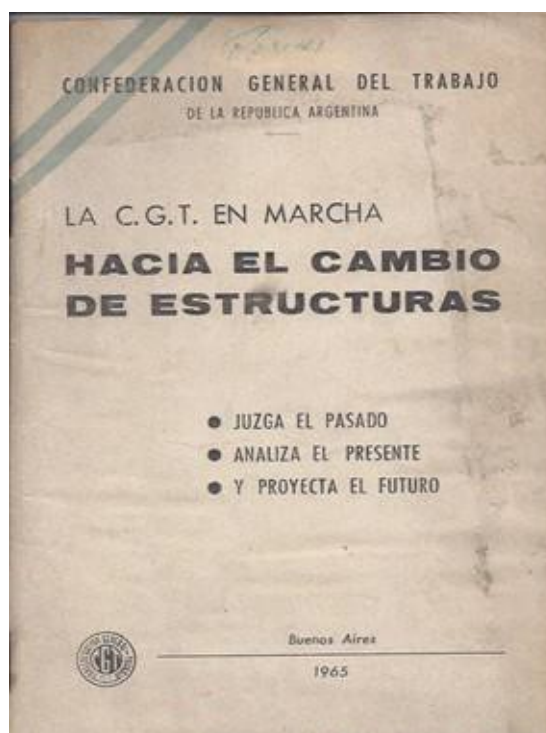 CONFEDERACION GENERAL DEL TRABAJO
DE LA REPUBLICA ARGENTINA
LA C.G.T. EN MARCHA
HACIA EL CAMBIO
DE ESTRUCTURAS
● JUZGA EL PASADO
● ANALIZA EL PRESENTE
● Y PROYECTA EL FUTURO
CGT
Buenos Aires
1965